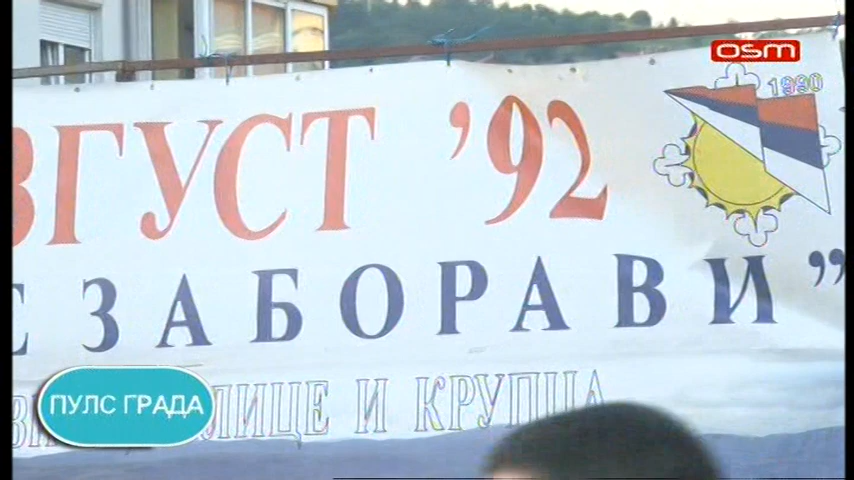 OSM
1990
ВГУСТ '92
Е ЗАБОРАВИ”
ЛИЦЕ И КРУПЦА
ПУЛС ГРАДА